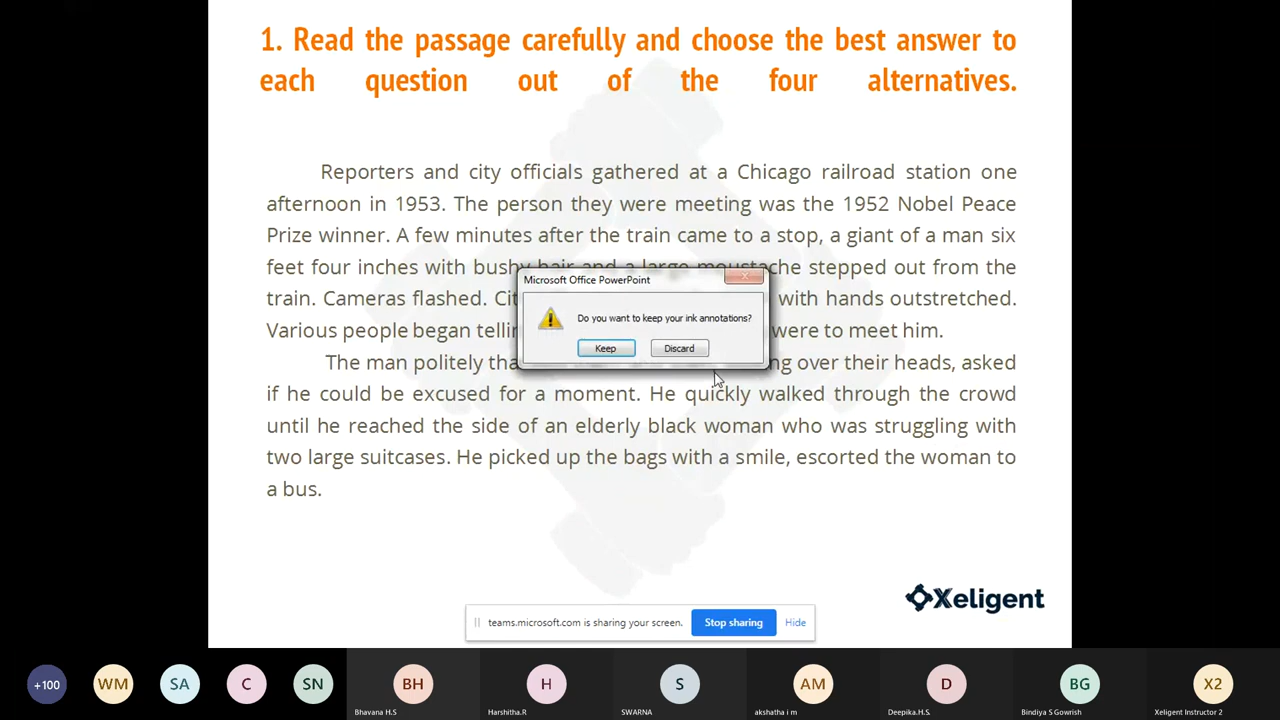 1. Read the passage carefully and choose the best answer to
each question out of the four alternatives.
Reporters and city officials gathered at a Chicago railroad station one
afternoon in 1953. The person they were meeting was the 1952 Nobel Peace
Prize winner. A few minutes after the train came to a stop, a giant of a man six
feet four inches with bushy hair and a large moustache stepped out from the
train. Cameras flashed. with hands outstretched.
Various people began were to meet him.
The man politely over their heads, asked
if he could be excused for a moment. He quickly walked through the crowd
until he reached the side of an elderly black woman who was struggling with
two large suitcases. He picked up the bags with a smile, escorted the woman to
a bus.
Microsoft Office PowerPoint
Do you want to keep your ink annotations?
Keep Discard
Xeligent
teams.microsoft.com is sharing your screen. Stop sharing Hide
+100 WM SA C SN BH H S AM D BG X2
Bhavana H.S Harshitha.R SWARNA akshatha i m Deepika.H.S. Bindiya S Gowrish Xeligent Instructor 2